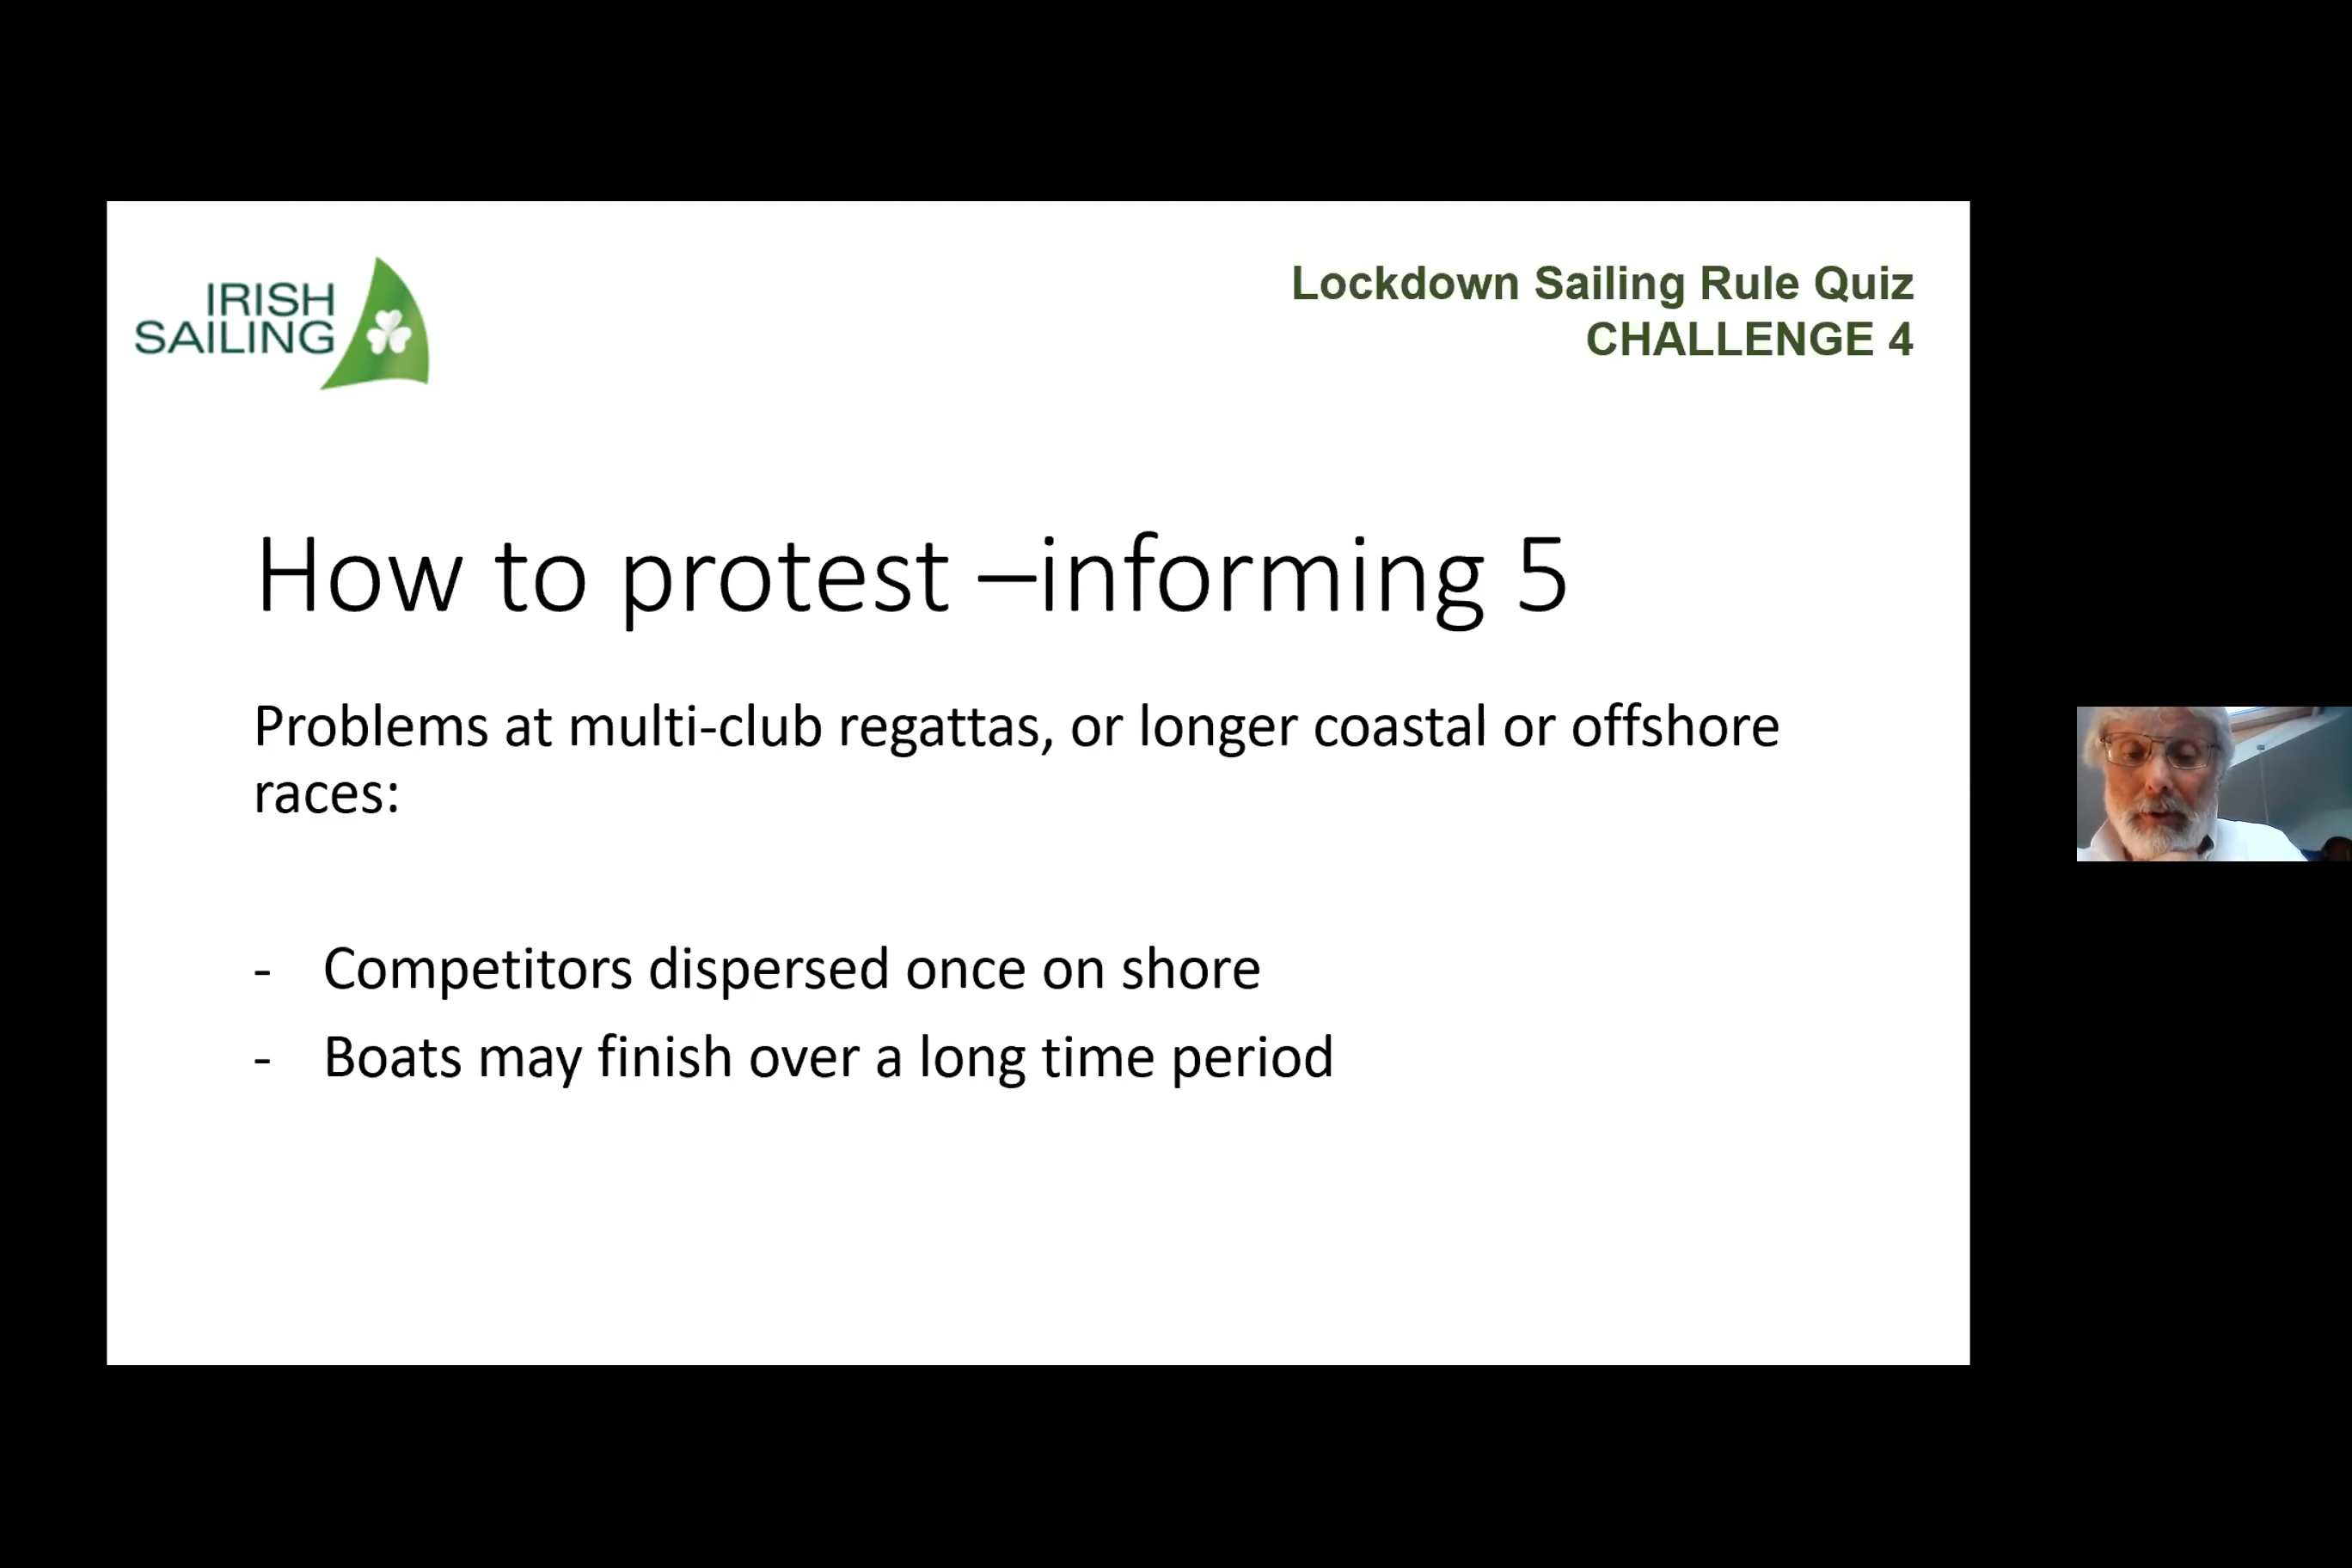 IRISH
SAILING
Lockdown Sailing Rule Quiz
CHALLENGE 4
How to protest –informing 5
Problems at multi-club regattas, or longer coastal or offshore
races:
- Competitors dispersed once on shore
- Boats may finish over a long time period